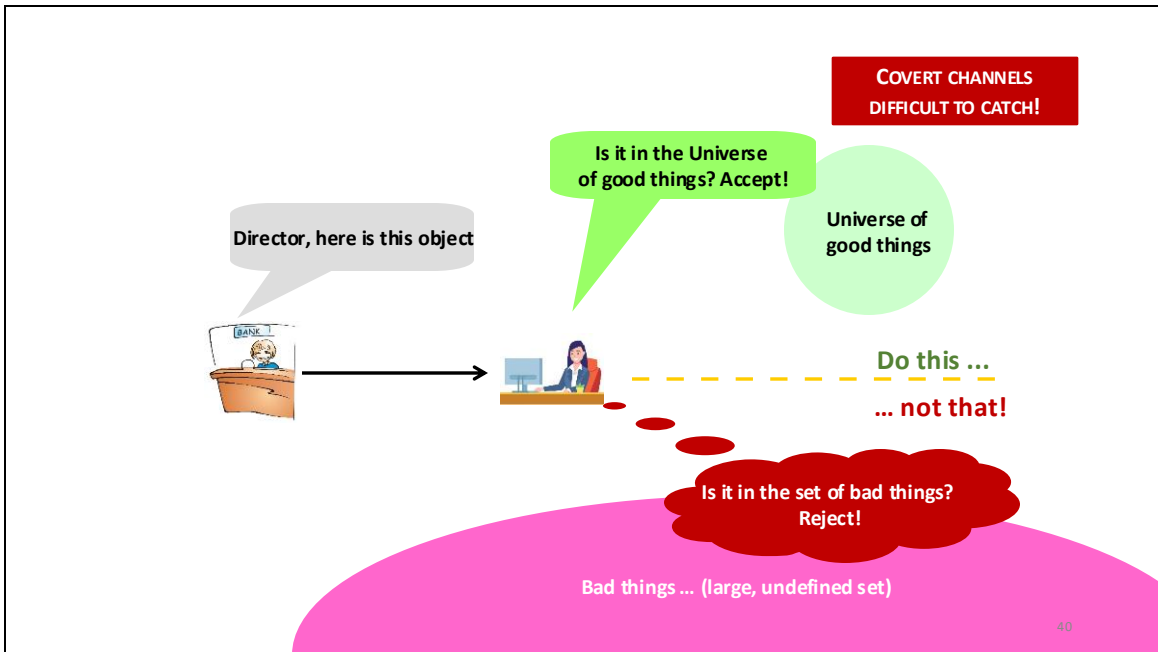 COVERT CHANNELS
DIFFICULT TO CATCH!
Is it in the Universe
of good things? Accept!
Director, here is this object
Universe of
good things
BANK
Do this ...
... not that!
Is it in the set of bad things?
Reject!
Bad things ... (large, undefined set)
40